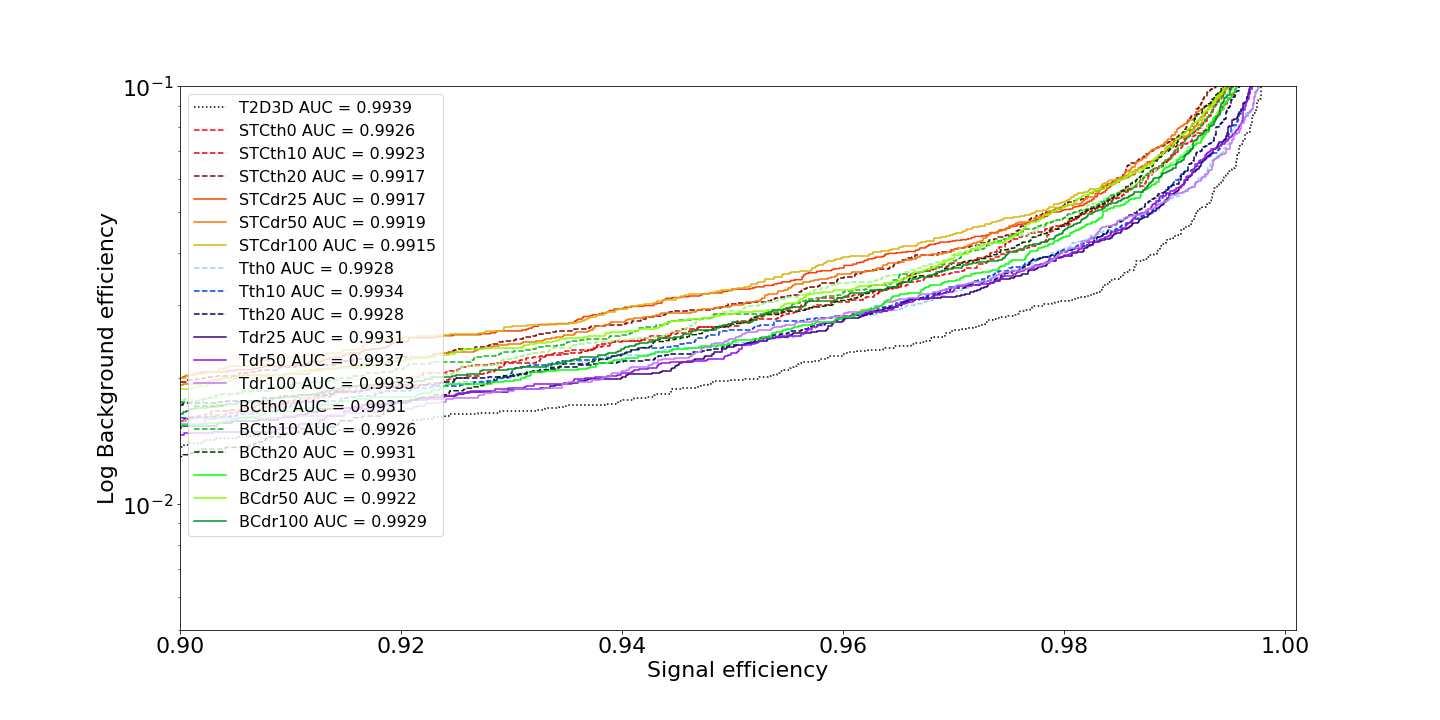 10−1
Log Background efficiency
10−2
T2D3D AUC = 0.9939
STCth0 AUC = 0.9926
STCth10 AUC = 0.9923
STCth20 AUC = 0.9917
STCdr25 AUC = 0.9917
STCdr50 AUC = 0.9919
STCdr100 AUC = 0.9915
Tth0 AUC = 0.9928
Tth10 AUC = 0.9934
Tth20 AUC = 0.9928
Tdr25 AUC = 0.9931
Tdr50 AUC = 0.9937
Tdr100 AUC = 0.9933
BCth0 AUC = 0.9931
BCth10 AUC = 0.9926
BCth20 AUC = 0.9931
BCdr25 AUC = 0.9930
BCdr50 AUC = 0.9922
BCdr100 AUC = 0.9929
0.90 0.92 0.94 0.96 0.98 1.00
Signal efficiency